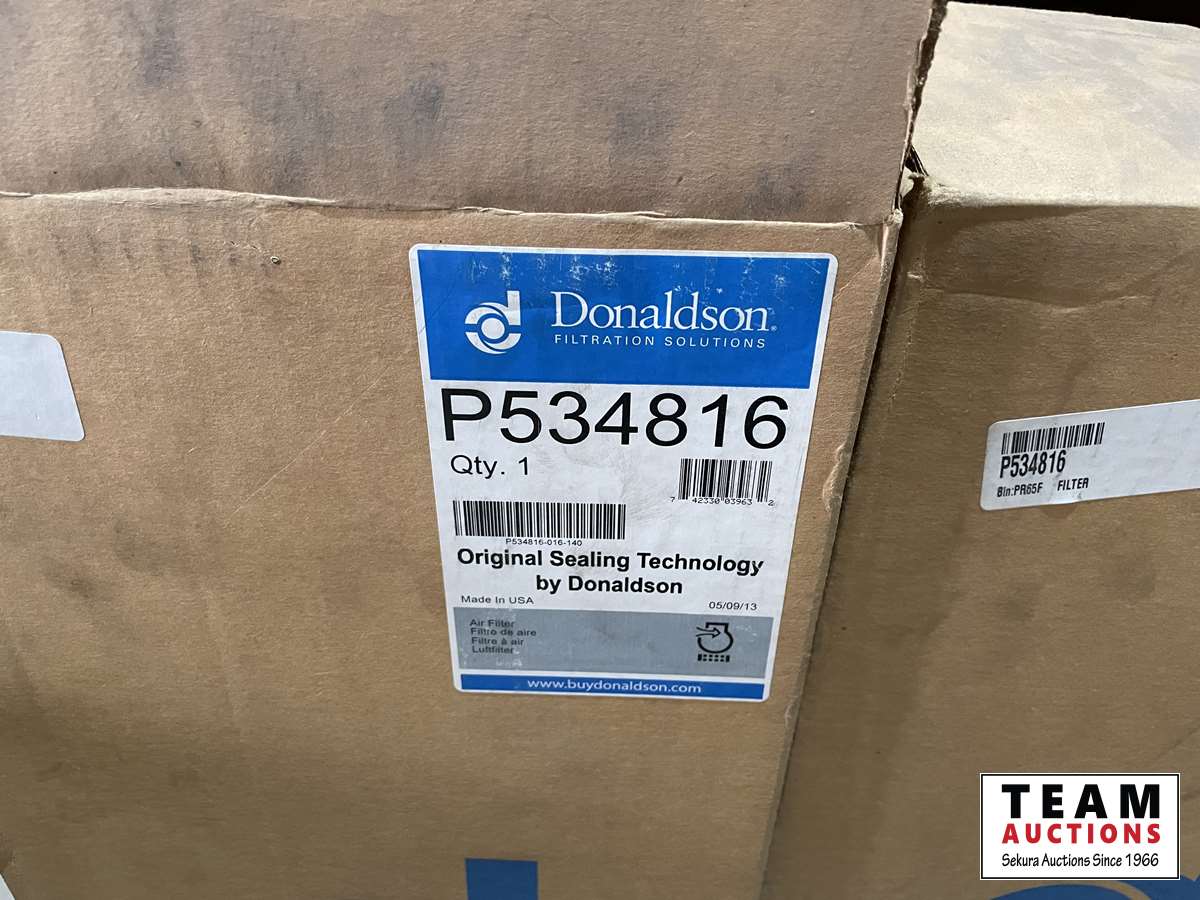 Donaldson®
FILTRATION SOLUTIONS
P534816
Qty. 1
7 42330 03963 2
P534816-016-140
Original Sealing Technology
by Donaldson
Made In USA
05/09/13
Air Filter
Filtro de aire
Filtre à air
Luftfilter
www.buydonaldson.com
P534816
Bin:PR65F FILTER
TEAM
AUCTIONS
Sekura Auctions Since 1966